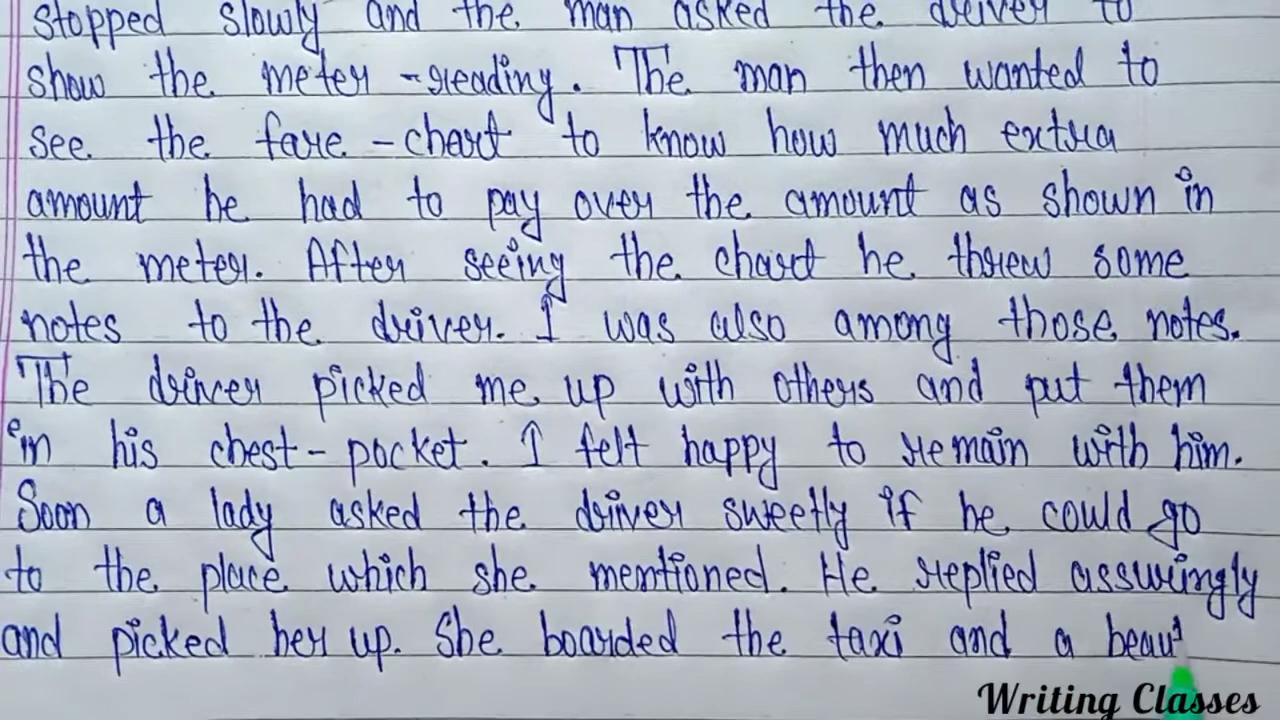 stopped slowly and the man asked the driver to
show the meter-reading. The man then wanted to
see the fare-chart to know how much extra
amount he had to pay over the amount as shown in
the meter. After seeing the chart he threw some
notes to the driver. I was also among those notes.
The driver picked me up with others and put them
in his chest-pocket. I felt happy to remain with him.
Soon a lady asked the driver sweetly if he could go
to the place which she mentioned. He replied assuringly
and picked her up. She boarded the taxi and a beau
Writing Classes